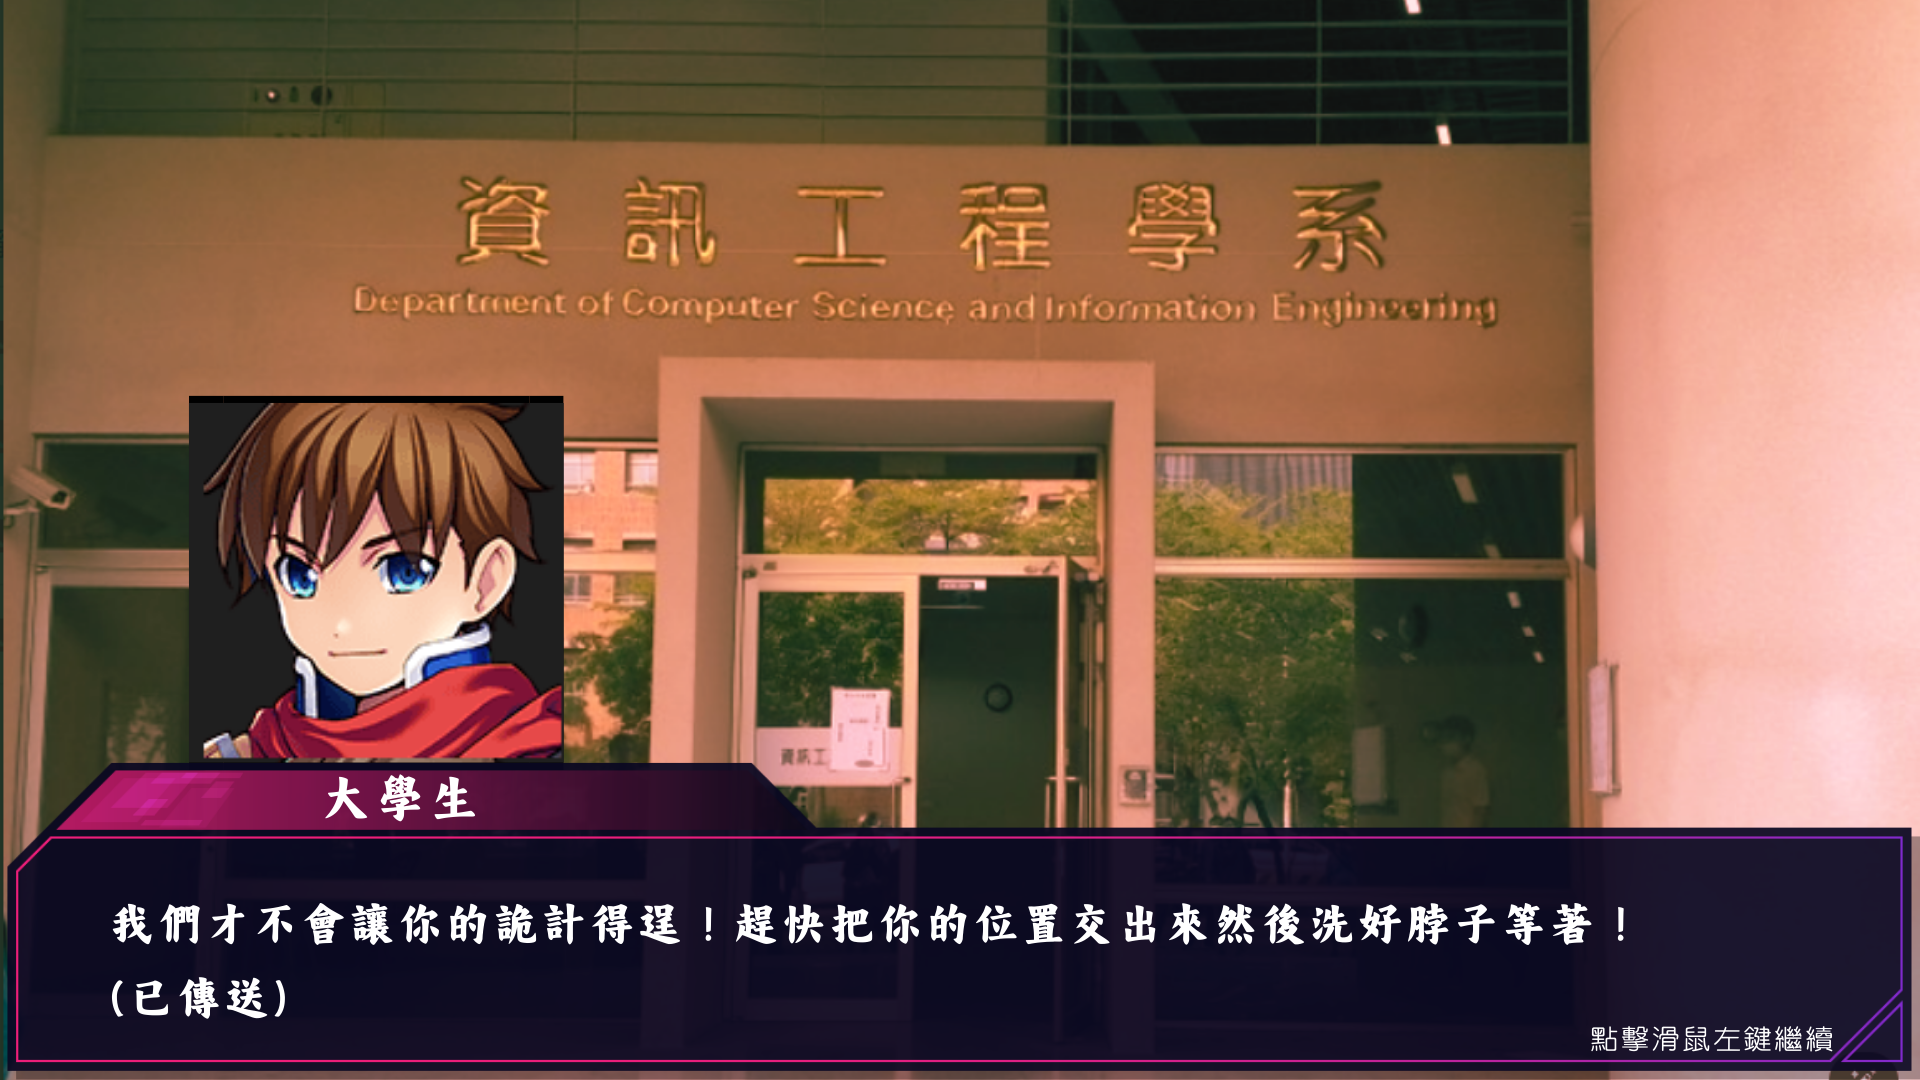 資訊工程學系
Department of Computer Science and Information Engineering
資訊工
大學生
我們才不會讓你的詭計得逞！趕快把你的位置交出來然後洗好脖子等著！
(已傳送)
點擊滑鼠左鍵繼續